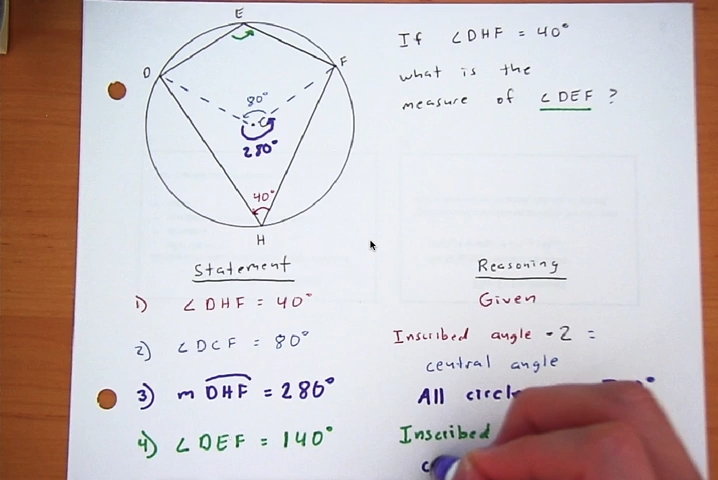 E
D
F
80°
C
280°
40°
H
If ∠DHF = 40°
what is the
measure of ∠DEF ?
Statement
Reasoning
1) ∠DHF = 40°
Given
2) ∠DCF = 80°
Inscribed angle · 2 =
central angle
3) m DHF = 280°
All
4) ∠DEF = 140°
Inscribed